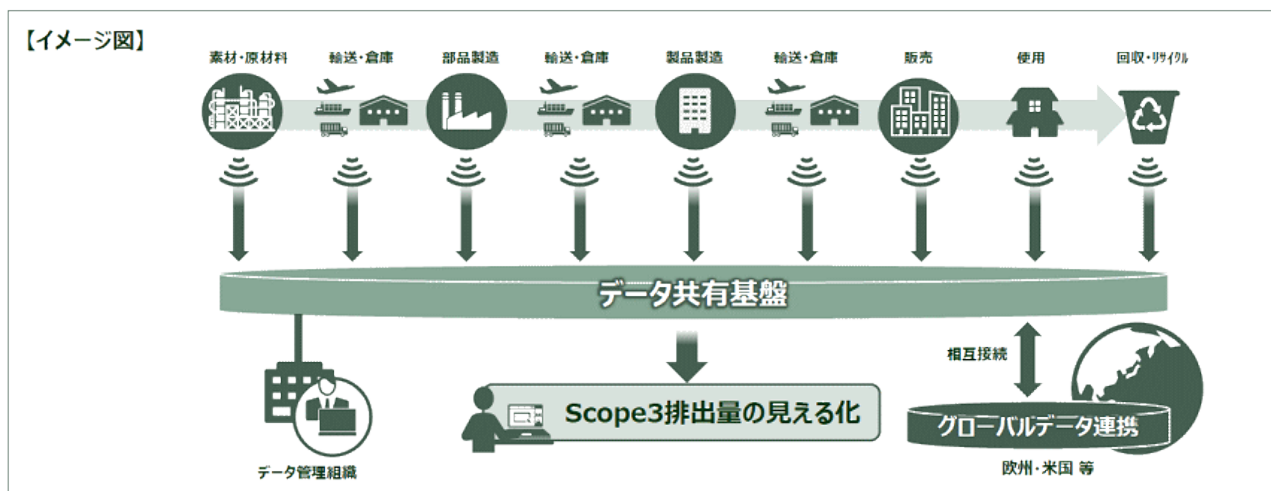 【イメージ図】
素材・原材料
輸送・倉庫
部品製造
輸送・倉庫
製品製造
輸送・倉庫
販売
使用
回収・リサイクル
データ共有基盤
相互接続
Scope3排出量の見える化
グローバルデータ連携
データ管理組織
欧州・米国 等